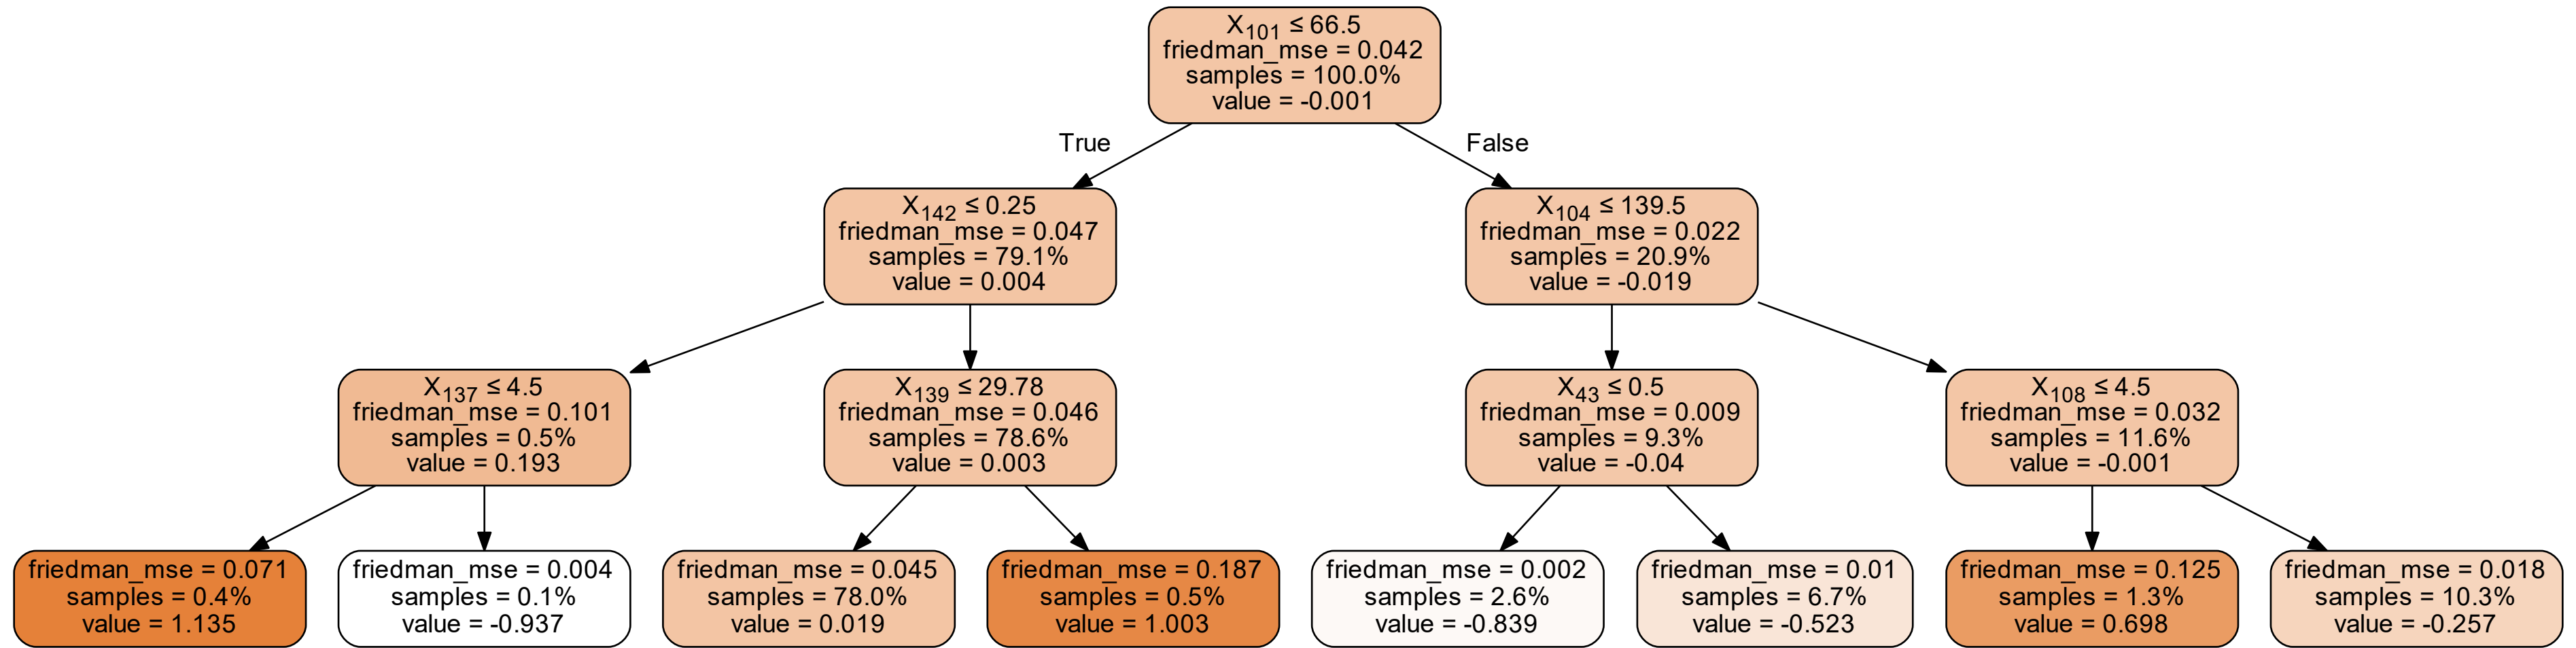 X101 ≤ 66.5
friedman_mse = 0.042
samples = 100.0%
value = -0.001
True
False
X142 ≤ 0.25
friedman_mse = 0.047
samples = 79.1%
value = 0.004
X104 ≤ 139.5
friedman_mse = 0.022
samples = 20.9%
value = -0.019
X137 ≤ 4.5
friedman_mse = 0.101
samples = 0.5%
value = 0.193
X139 ≤ 29.78
friedman_mse = 0.046
samples = 78.6%
value = 0.003
X43 ≤ 0.5
friedman_mse = 0.009
samples = 9.3%
value = -0.04
X108 ≤ 4.5
friedman_mse = 0.032
samples = 11.6%
value = -0.001
friedman_mse = 0.071
samples = 0.4%
value = 1.135
friedman_mse = 0.004
samples = 0.1%
value = -0.937
friedman_mse = 0.045
samples = 78.0%
value = 0.019
friedman_mse = 0.187
samples = 0.5%
value = 1.003
friedman_mse = 0.002
samples = 2.6%
value = -0.839
friedman_mse = 0.01
samples = 6.7%
value = -0.523
friedman_mse = 0.125
samples = 1.3%
value = 0.698
friedman_mse = 0.018
samples = 10.3%
value = -0.257